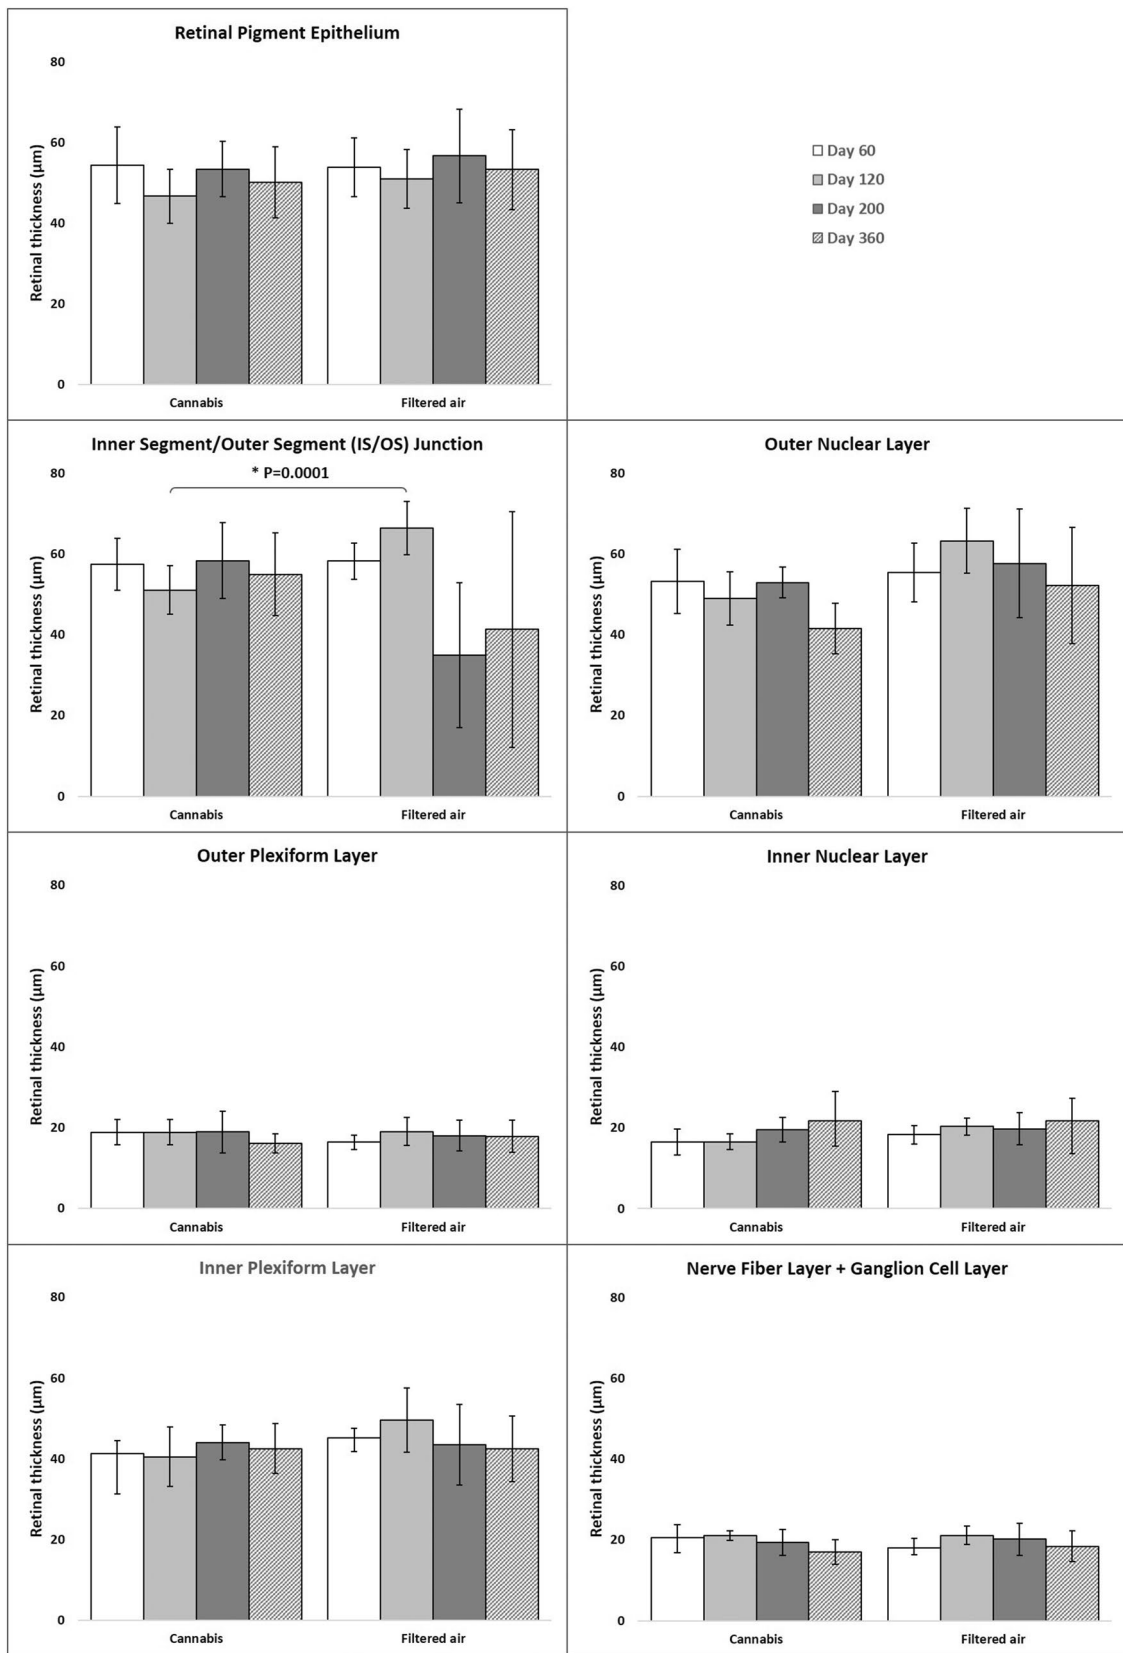 Retinal Pigment Epithelium
80
60
40
20
0
Retinal thickness (µm)
Cannabis
Filtered air
Day 60
Day 120
Day 200
Day 360
Inner Segment/Outer Segment (IS/OS) Junction
* P=0.0001
80
60
40
20
0
Retinal thickness (µm)
Cannabis
Filtered air
Outer Nuclear Layer
80
60
40
20
0
Retinal thickness (µm)
Cannabis
Filtered air
Outer Plexiform Layer
80
60
40
20
0
Retinal thickness (µm)
Cannabis
Filtered air
Inner Nuclear Layer
80
60
40
20
0
Retinal thickness (µm)
Cannabis
Filtered air
Inner Plexiform Layer
80
60
40
20
0
Retinal thickness (µm)
Cannabis
Filtered air
Nerve Fiber Layer + Ganglion Cell Layer
80
60
40
20
0
Retinal thickness (µm)
Cannabis
Filtered air